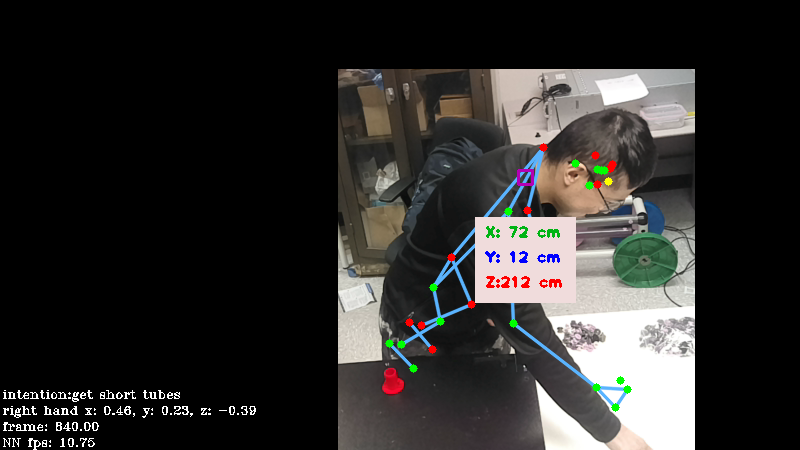 X: 72 cm
Y: 12 cm
Z:212 cm
intention:get short tubes
right hand x: 0.46, y: 0.23, z: -0.39
frame: 840.00
NN fps: 10.75